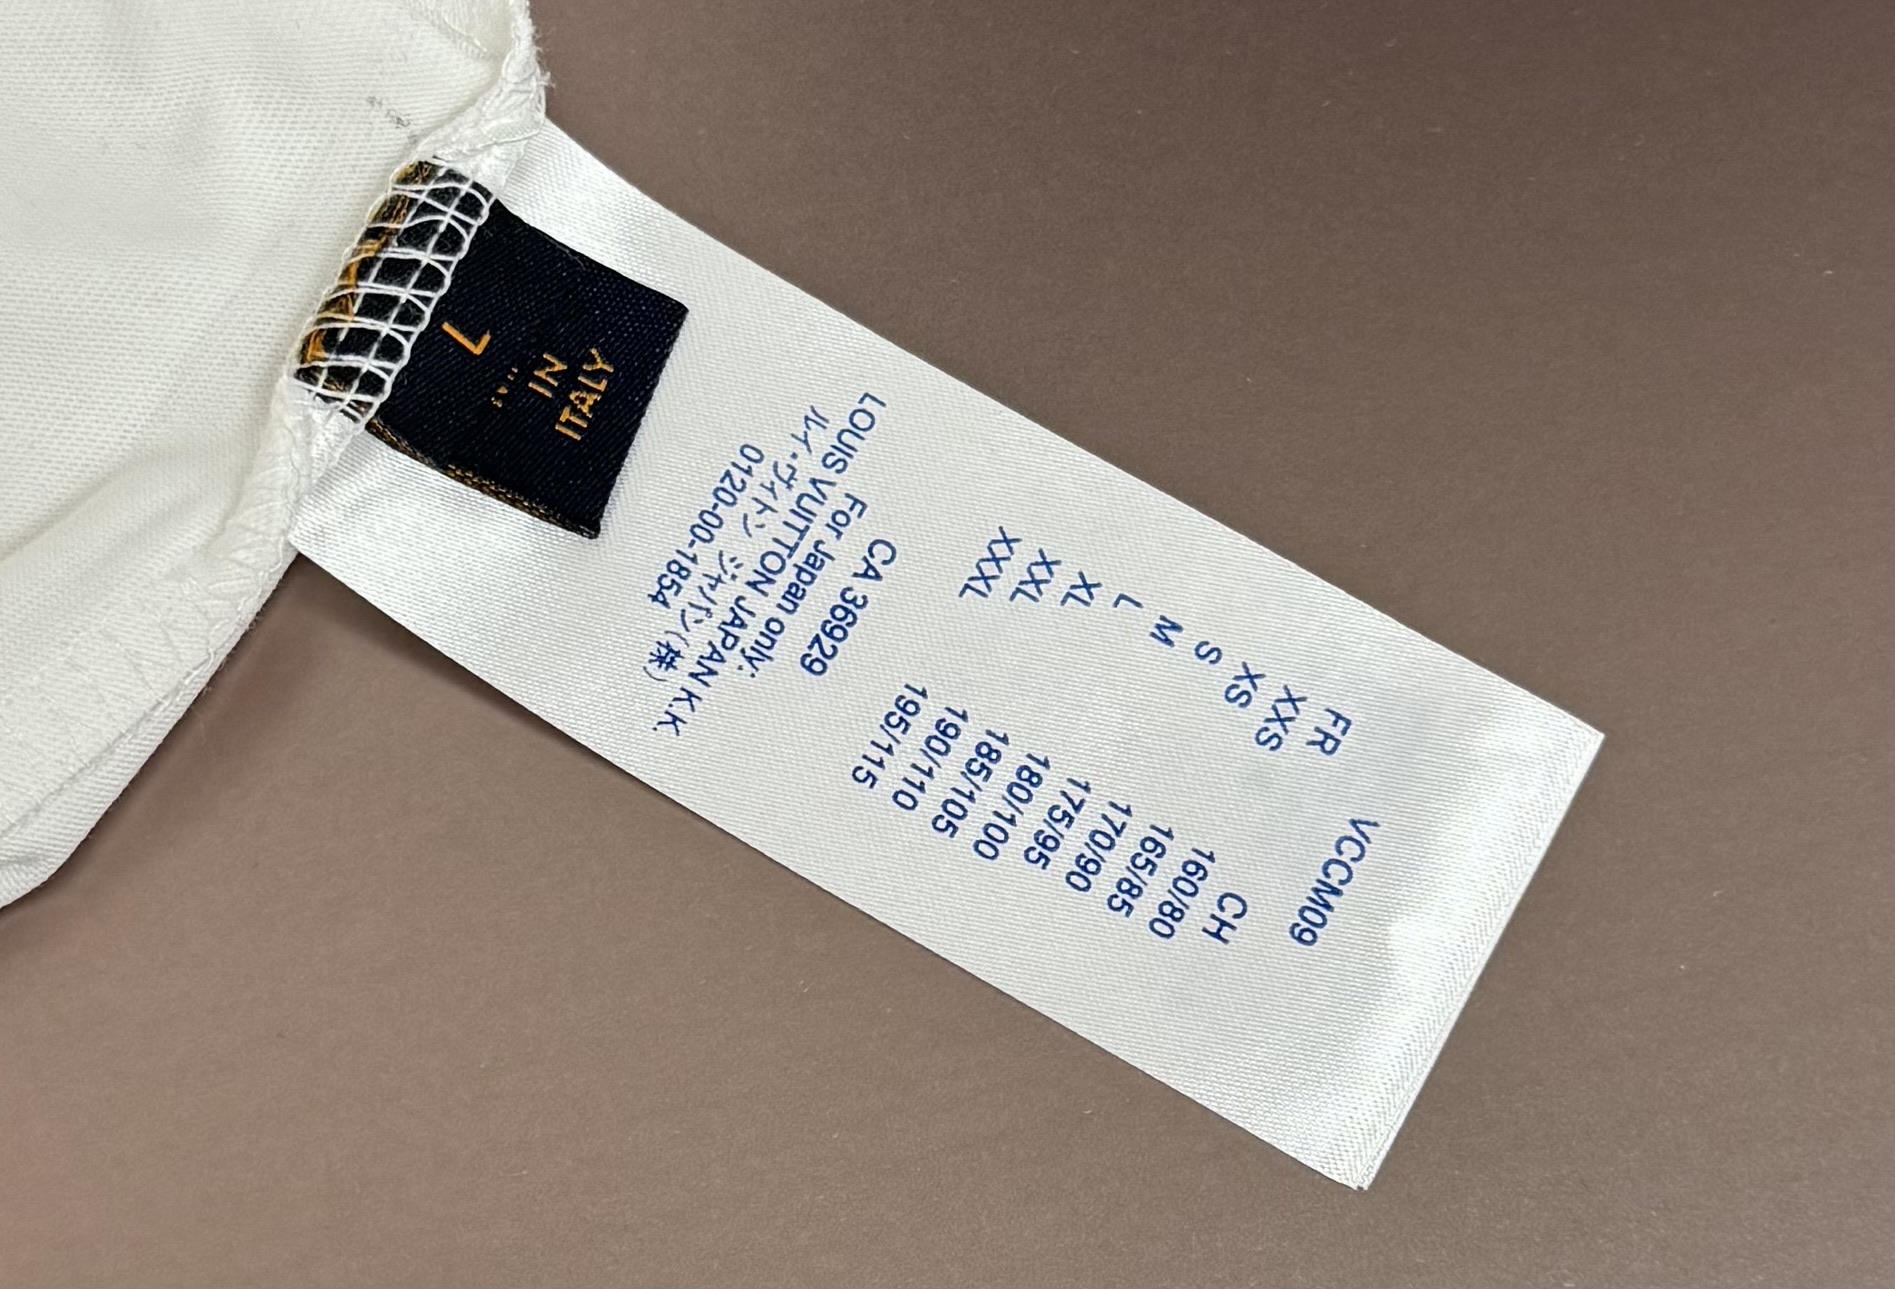 VCCM09
FR CH
XXS 160/80
XS 165/85
S 170/90
M 175/95
L 180/100
XL 185/105
XXL 190/110
XXXL 195/115
CA 36929
For Japan only:
LOUIS VUITTON JAPAN K.K.
ルイ・ヴィトン ジャパン(株)
0120-00-1854
L
IN
ITALY